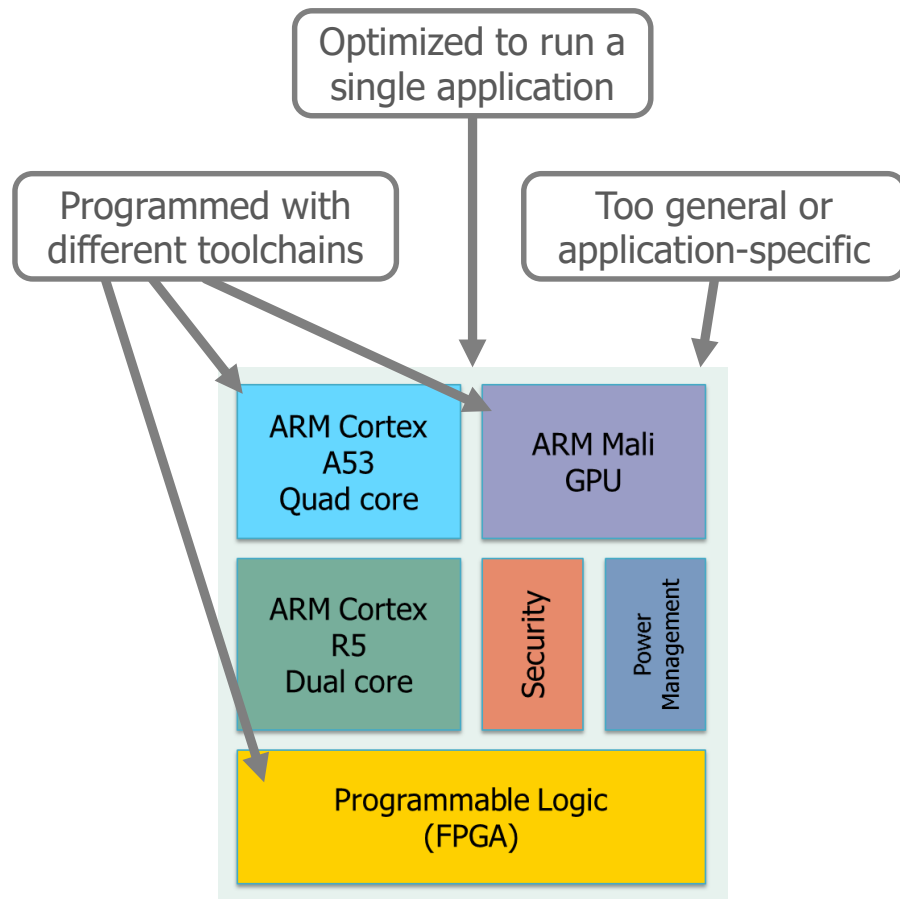 Optimized to run a
single application
Programmed with
different toolchains
Too general or
application-specific
ARM Cortex
A53
Quad core
ARM Mali
GPU
ARM Cortex
R5
Dual core
Security
Power
Management
Programmable Logic
(FPGA)